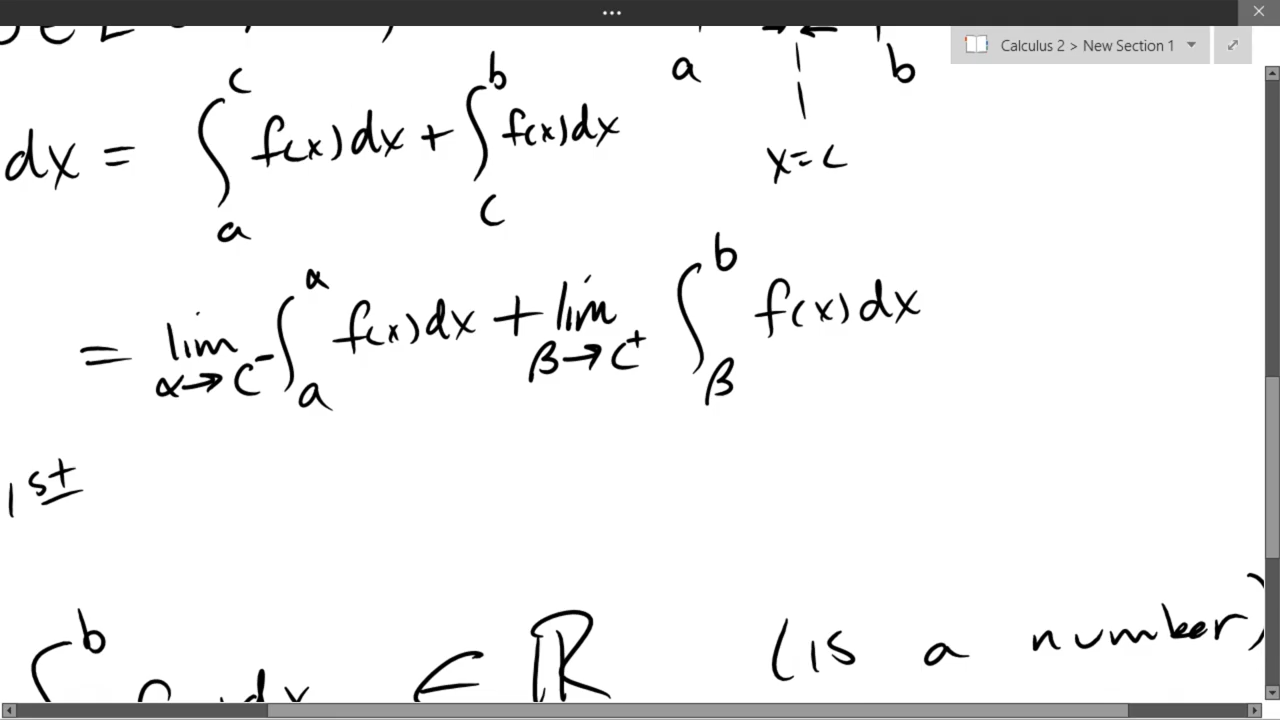 ...
Calculus 2 > New Section 1
a b
x=c
dx = ∫_a^c f(x)dx + ∫_c^b f(x)dx
= lim_{α→c⁻} ∫_a^α f(x)dx + lim_{β→c⁺} ∫_β^b f(x)dx
1st
∫^b dx ∈ ℝ (is a number)